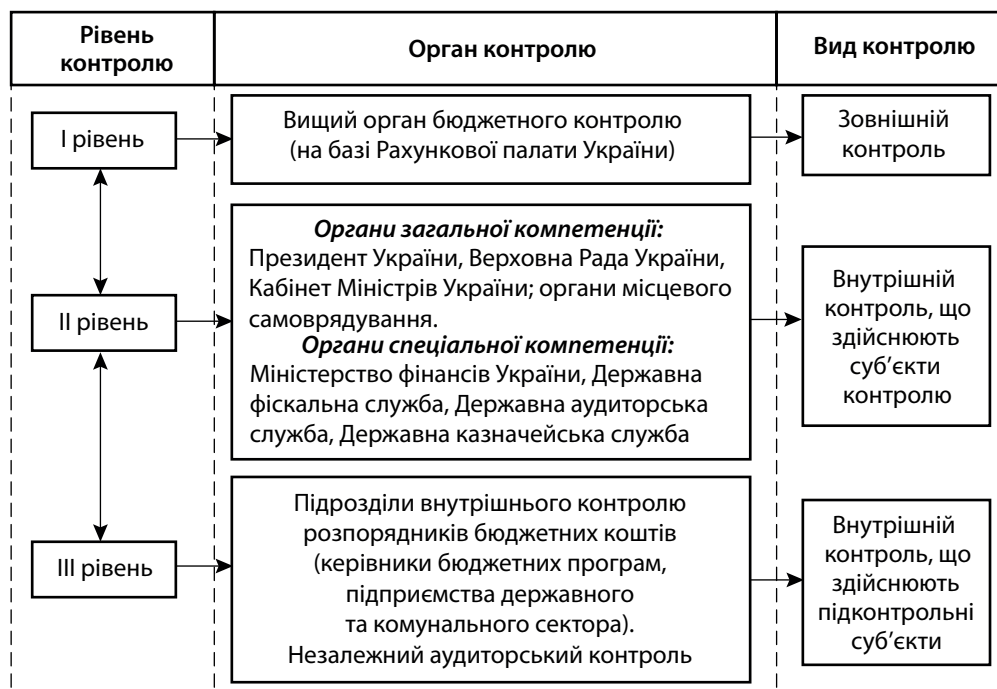 Рівень
контролю
Орган контролю
Вид контролю
І рівень
Вищий орган бюджетного контролю
(на базі Рахункової палати України)
Зовнішній
контроль
ІІ рівень
Органи загальної компетенції:
Президент України, Верховна Рада України,
Кабінет Міністрів України; органи місцевого
самоврядування.
Органи спеціальної компетенції:
Міністерство фінансів України, Державна
фіскальна служба, Державна аудиторська
служба, Державна казначейська служба
Внутрішній
контроль, що
здійснюють
суб’єкти
контролю
ІІІ рівень
Підрозділи внутрішнього контролю
розпорядників бюджетних коштів
(керівники бюджетних програм,
підприємства державного
та комунального сектора).
Незалежний аудиторський контроль
Внутрішній
контроль, що
здійснюють
підконтрольні
суб’єкти